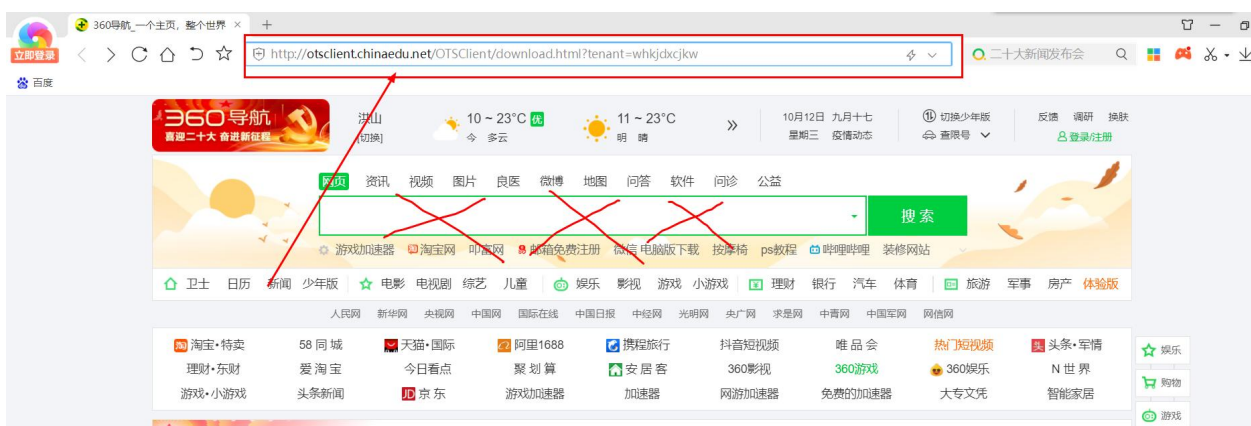 360导航_一个主页，整个世界
立即登录
http://otsclient.chinaedu.net/OTSClient/download.html?tenant=whkjdxcjkw
二十大新闻发布会
百度
360导航
喜迎二十大 奋进新征程
洪山
[切换]
10 ~ 23°C 优
今 多云
11 ~ 23°C
明 晴
10月12日 九月十七
星期三 疫情动态
切换少年版
查限号
反馈 调研 换肤
登录/注册
网页 资讯 视频 图片 良医 微博 地图 问答 软件 问诊 公益
搜索
游戏加速器 淘宝网 叩富网 邮箱免费注册 微信 电脑版下载 按摩椅 ps教程 哔哩哔哩 装修网站
卫士 日历 新闻 少年版 电影 电视剧 综艺 儿童 娱乐 影视 游戏 小游戏 理财 银行 汽车 体育 旅游 军事 房产 体验版
人民网 新华网 央视网 中国网 国际在线 中国日报 中经网 光明网 央广网 求是网 中青网 中国军网 网信网
淘宝•特卖 58 同 城 天猫•国际 阿里1688 携程旅行 抖音短视频 唯 品 会 热门短视频 头条•军情
理财•东财 爱 淘 宝 今日看点 聚 划 算 安 居 客 360影视 360游戏 360娱乐 N 世 界
游戏•小游戏 头条新闻 京 东 游戏加速器 加速器 网游加速器 免费的加速器 大专文凭 智能家居
娱乐
购物
游戏